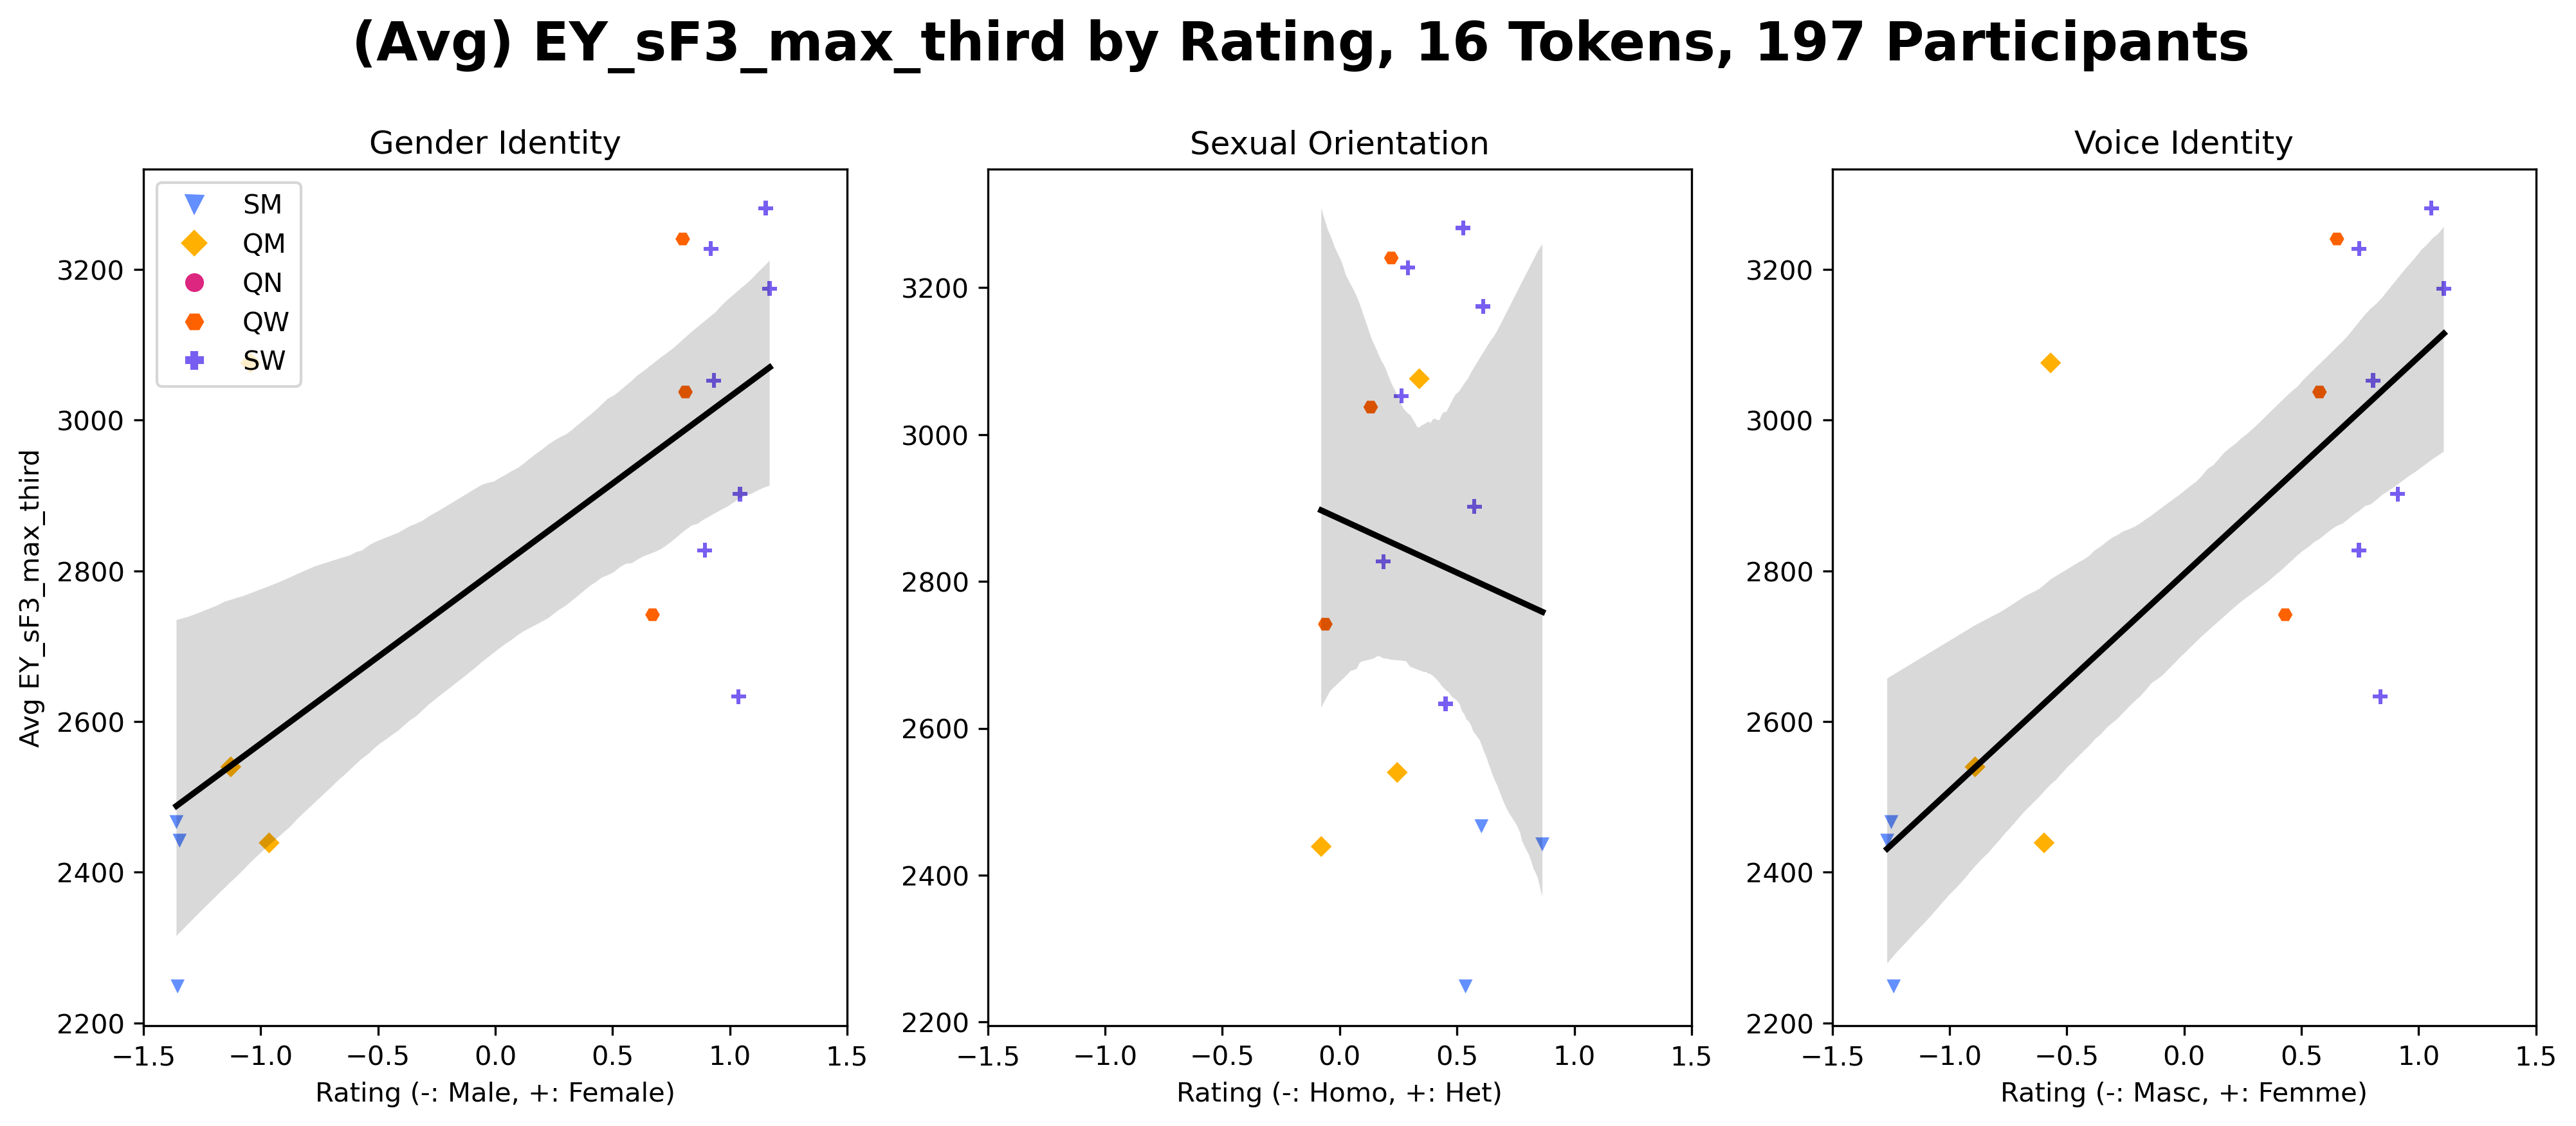 (Avg) EY_sF3_max_third by Rating, 16 Tokens, 197 Participants
Gender Identity
Sexual Orientation
Voice Identity
SM
QM
QN
QW
SW
Avg EY_sF3_max_third
3200
3000
2800
2600
2400
2200
−1.5 −1.0 −0.5 0.0 0.5 1.0 1.5
Rating (-: Male, +: Female)
3200
3000
2800
2600
2400
2200
−1.5 −1.0 −0.5 0.0 0.5 1.0 1.5
Rating (-: Homo, +: Het)
3200
3000
2800
2600
2400
2200
−1.5 −1.0 −0.5 0.0 0.5 1.0 1.5
Rating (-: Masc, +: Femme)